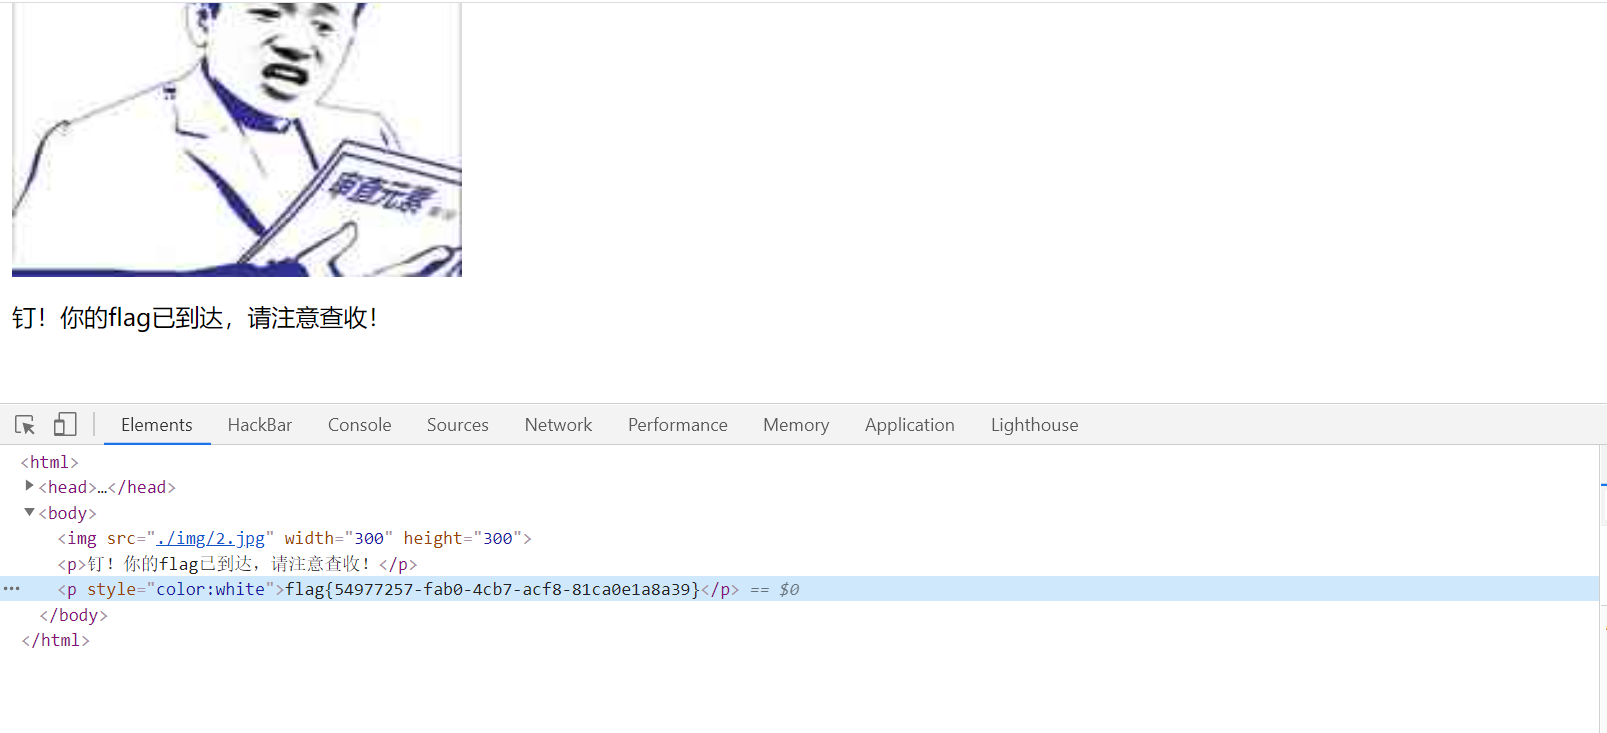 审查元素
钉！你的flag已到达，请注意查收！
Elements HackBar Console Sources Network Performance Memory Application Lighthouse
<html>
<head>…</head>
<body>
<img src="./img/2.jpg" width="300" height="300">
<p>钉！你的flag已到达，请注意查收！</p>
<p style="color:white">flag{54977257-fab0-4cb7-acf8-81ca0e1a8a39}</p> == $0
</body>
</html>